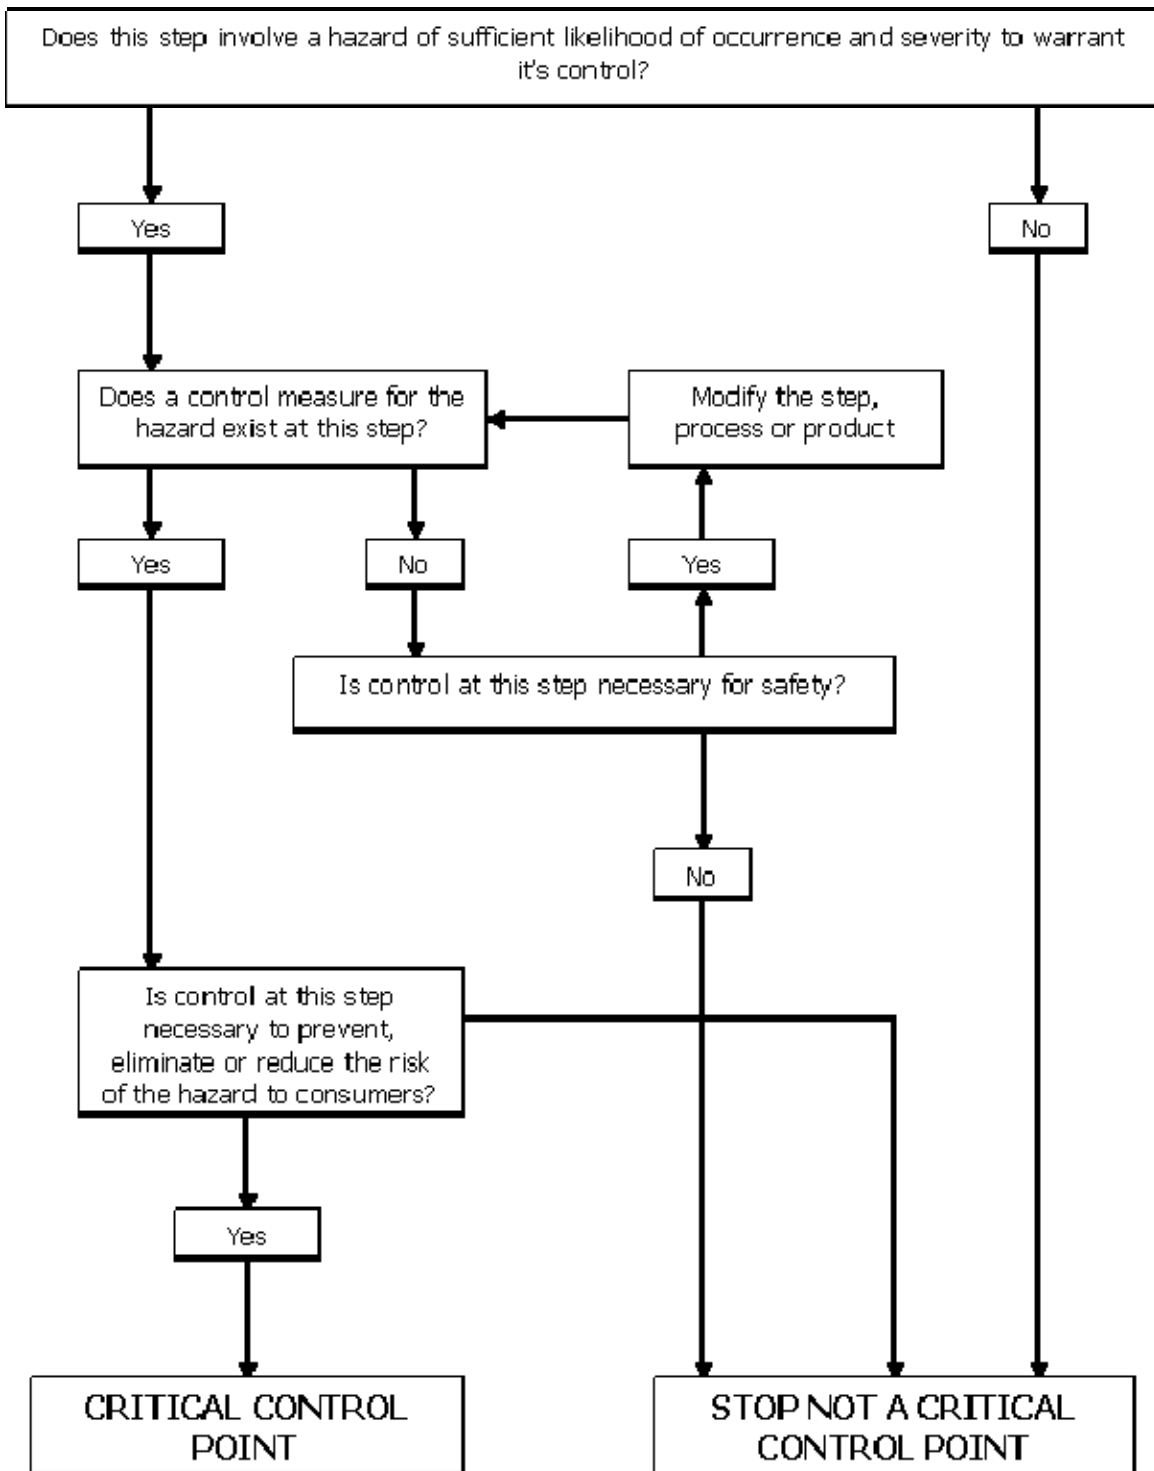 Does this step involve a hazard of sufficient likelihood of occurrence and severity to warrant
it's control?
Yes
No
Does a control measure for the
hazard exist at this step?
Modify the step,
process or product
Yes
No
Yes
Is control at this step necessary for safety?
No
Is control at this step
necessary to prevent,
eliminate or reduce the risk
of the hazard to consumers?
Yes
CRITICAL CONTROL
POINT
STOP NOT A CRITICAL
CONTROL POINT